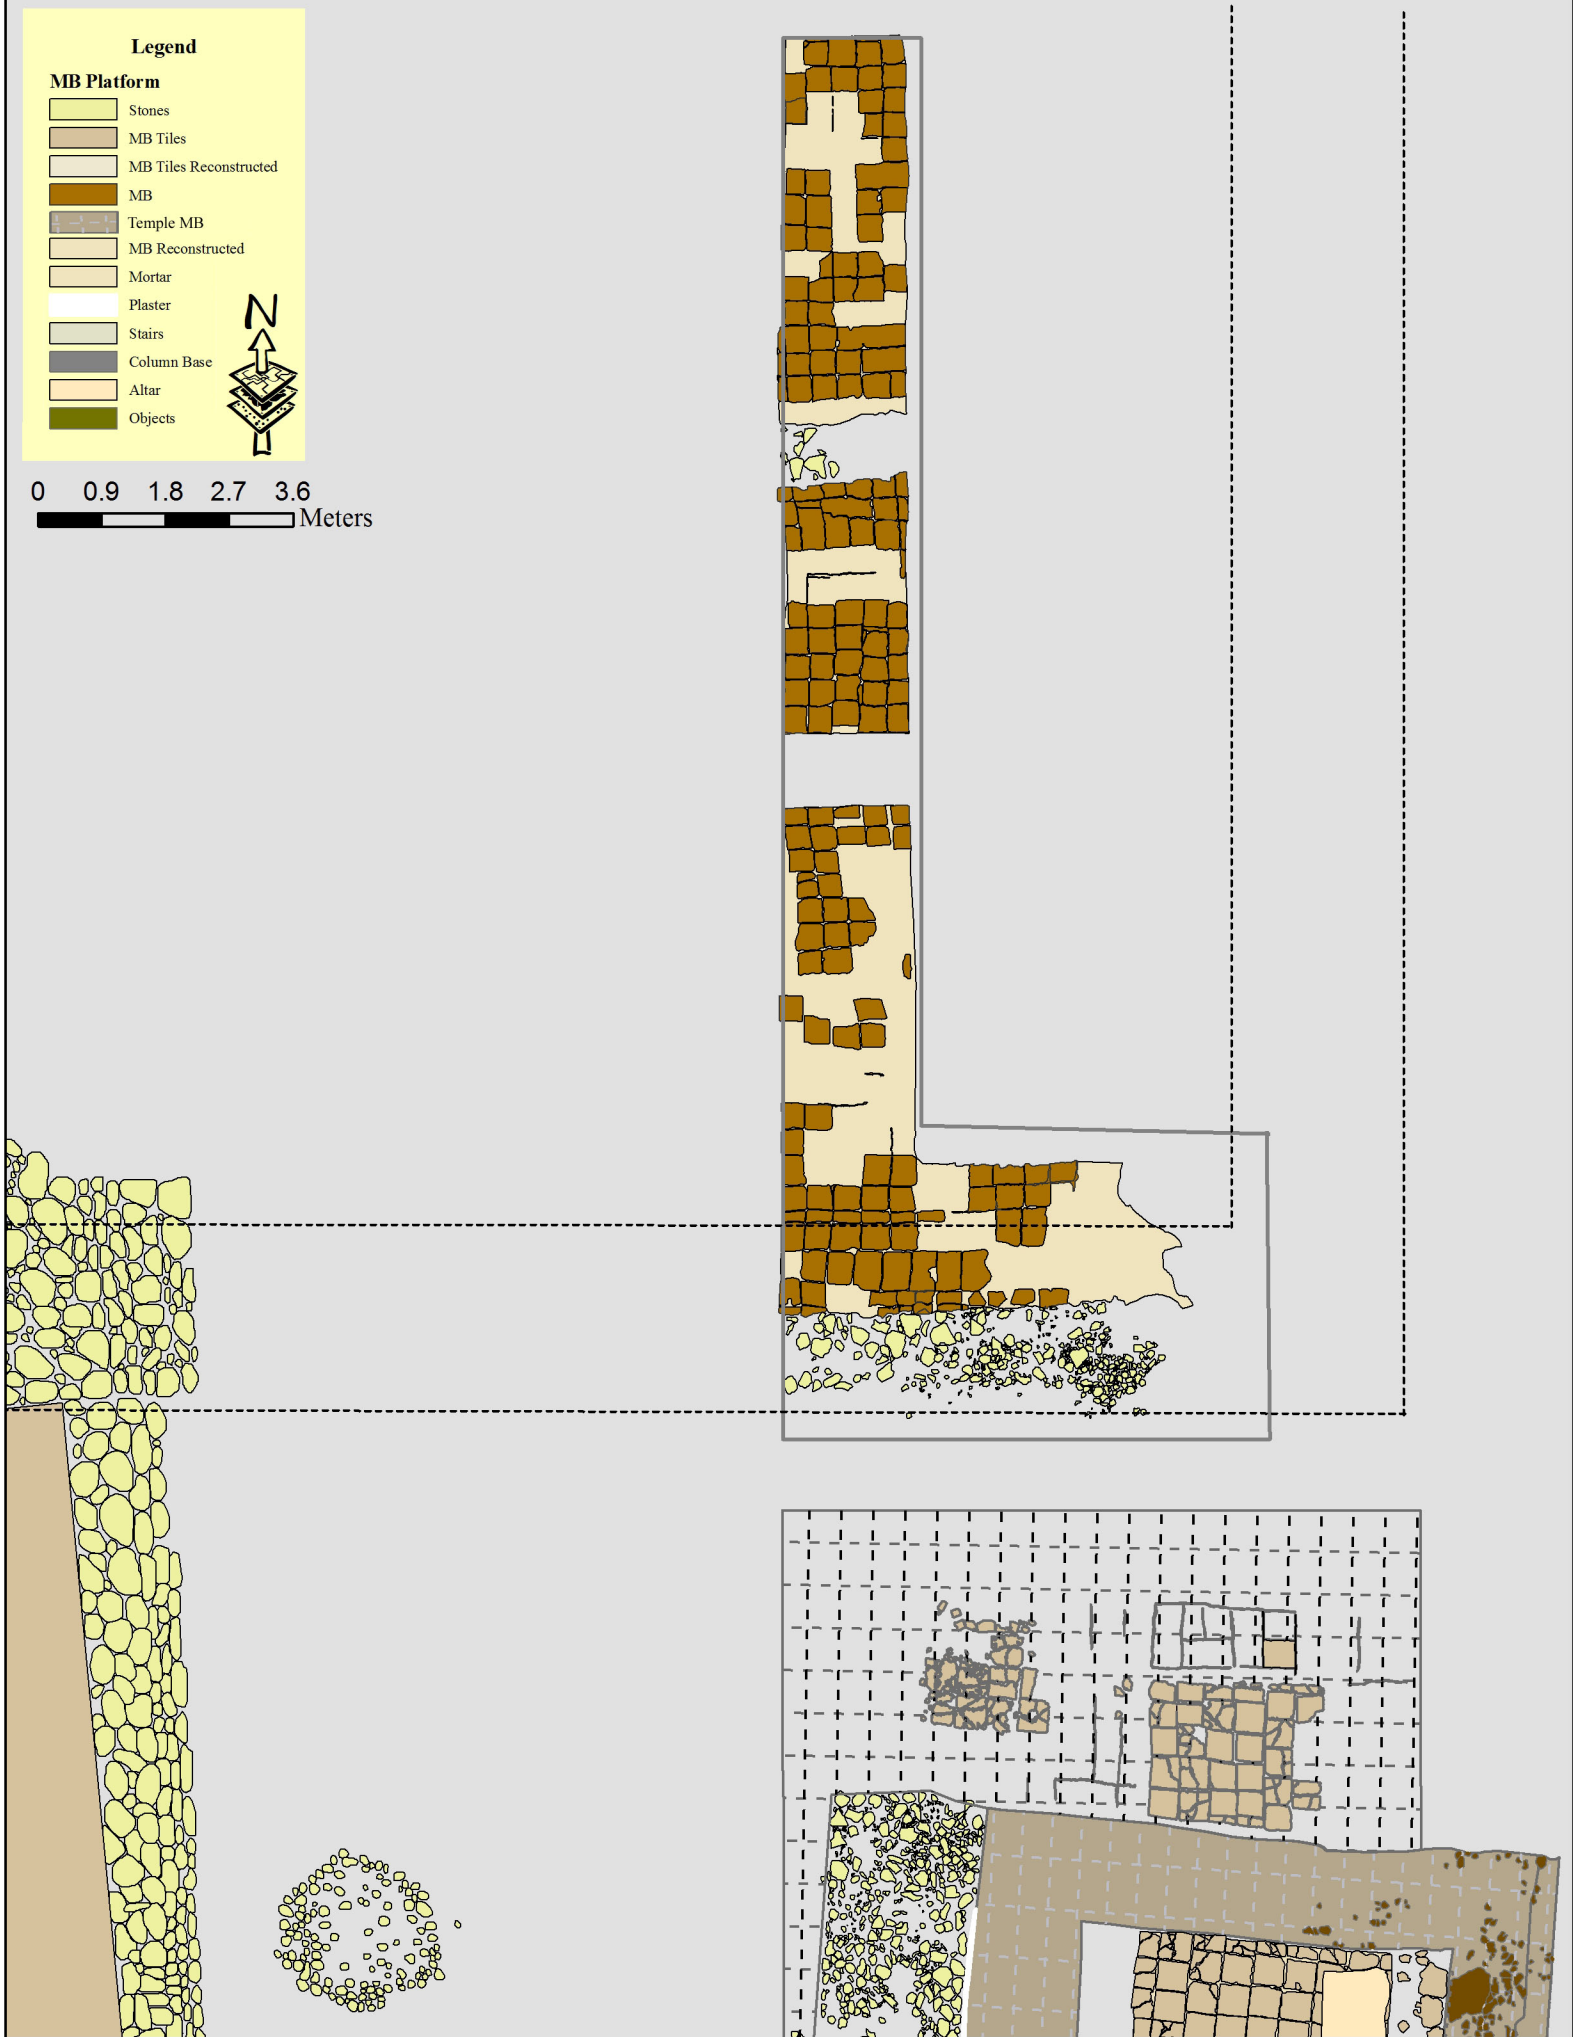 Legend
MB Platform
Stones
MB Tiles
MB Tiles Reconstructed
MB
Temple MB
MB Reconstructed
Mortar
Plaster
Stairs
Column Base
Altar
Objects
N
0 0.9 1.8 2.7 3.6
Meters